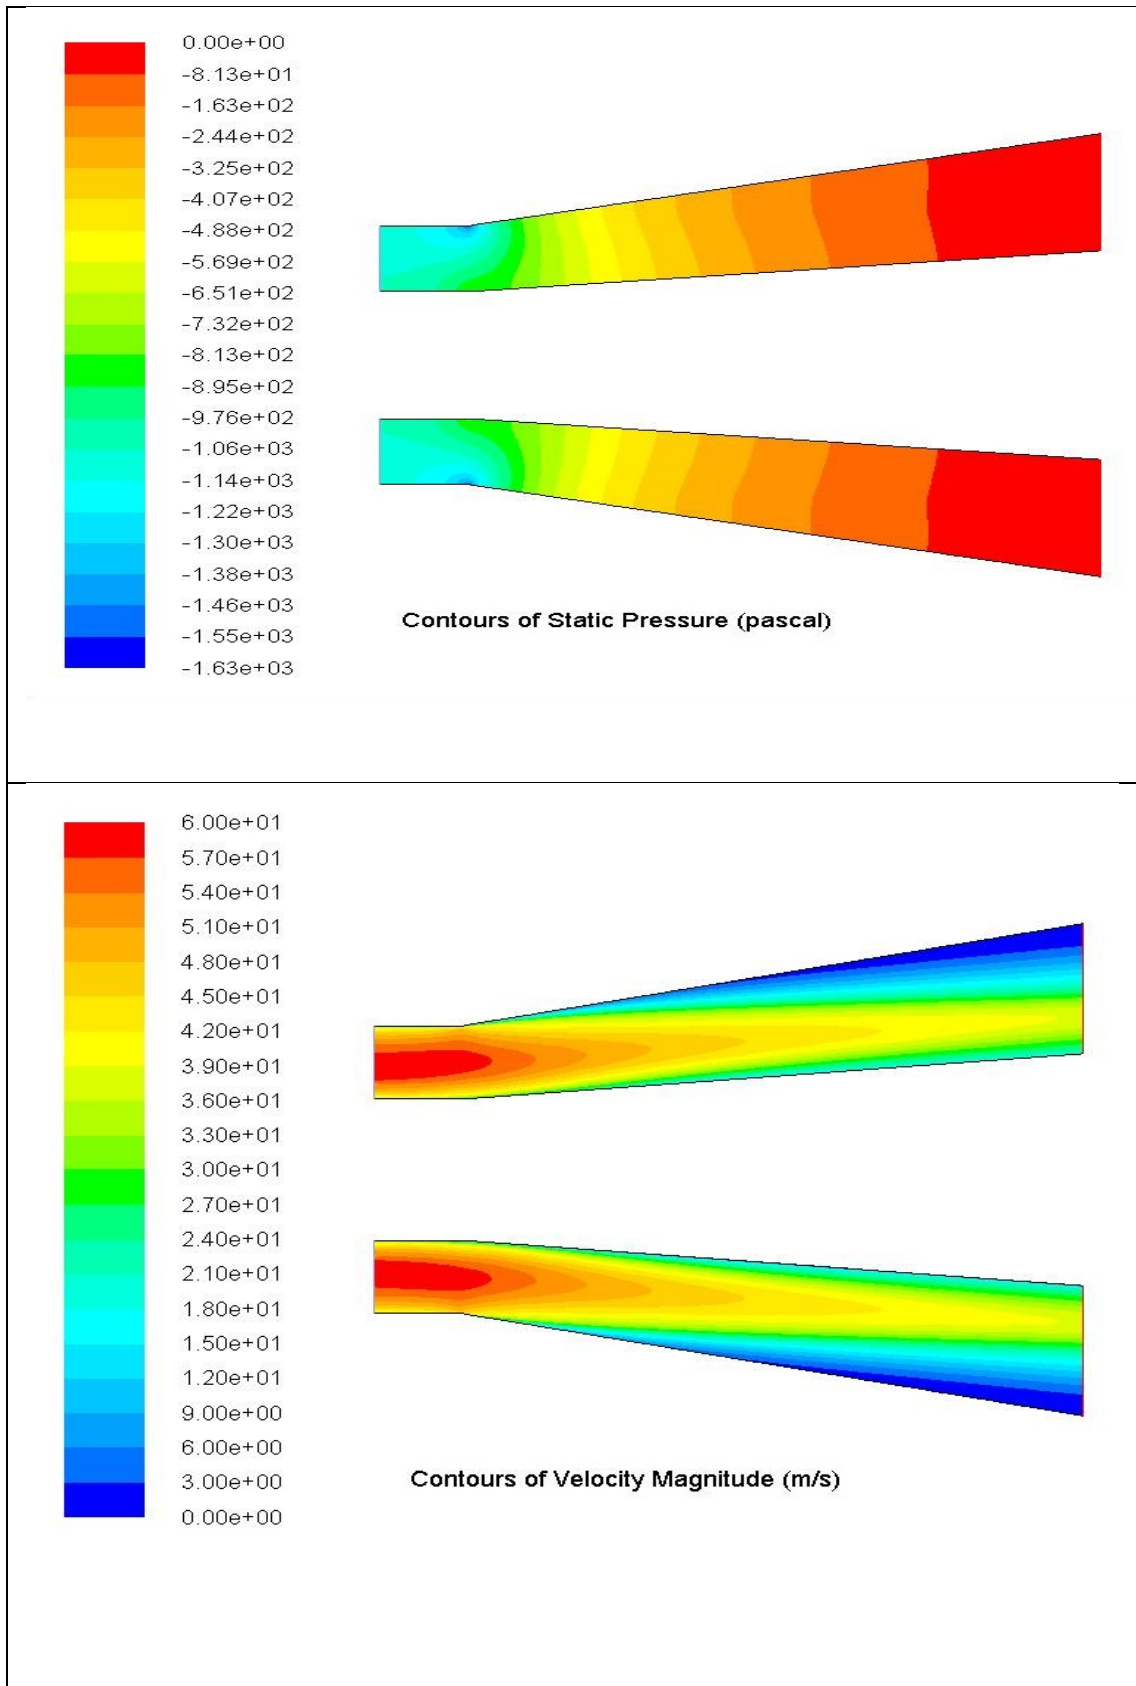 0.00e+00
-8.13e+01
-1.63e+02
-2.44e+02
-3.25e+02
-4.07e+02
-4.88e+02
-5.69e+02
-6.51e+02
-7.32e+02
-8.13e+02
-8.95e+02
-9.76e+02
-1.06e+03
-1.14e+03
-1.22e+03
-1.30e+03
-1.38e+03
-1.46e+03
-1.55e+03
-1.63e+03
Contours of Static Pressure (pascal)
6.00e+01
5.70e+01
5.40e+01
5.10e+01
4.80e+01
4.50e+01
4.20e+01
3.90e+01
3.60e+01
3.30e+01
3.00e+01
2.70e+01
2.40e+01
2.10e+01
1.80e+01
1.50e+01
1.20e+01
9.00e+00
6.00e+00
3.00e+00
0.00e+00
Contours of Velocity Magnitude (m/s)